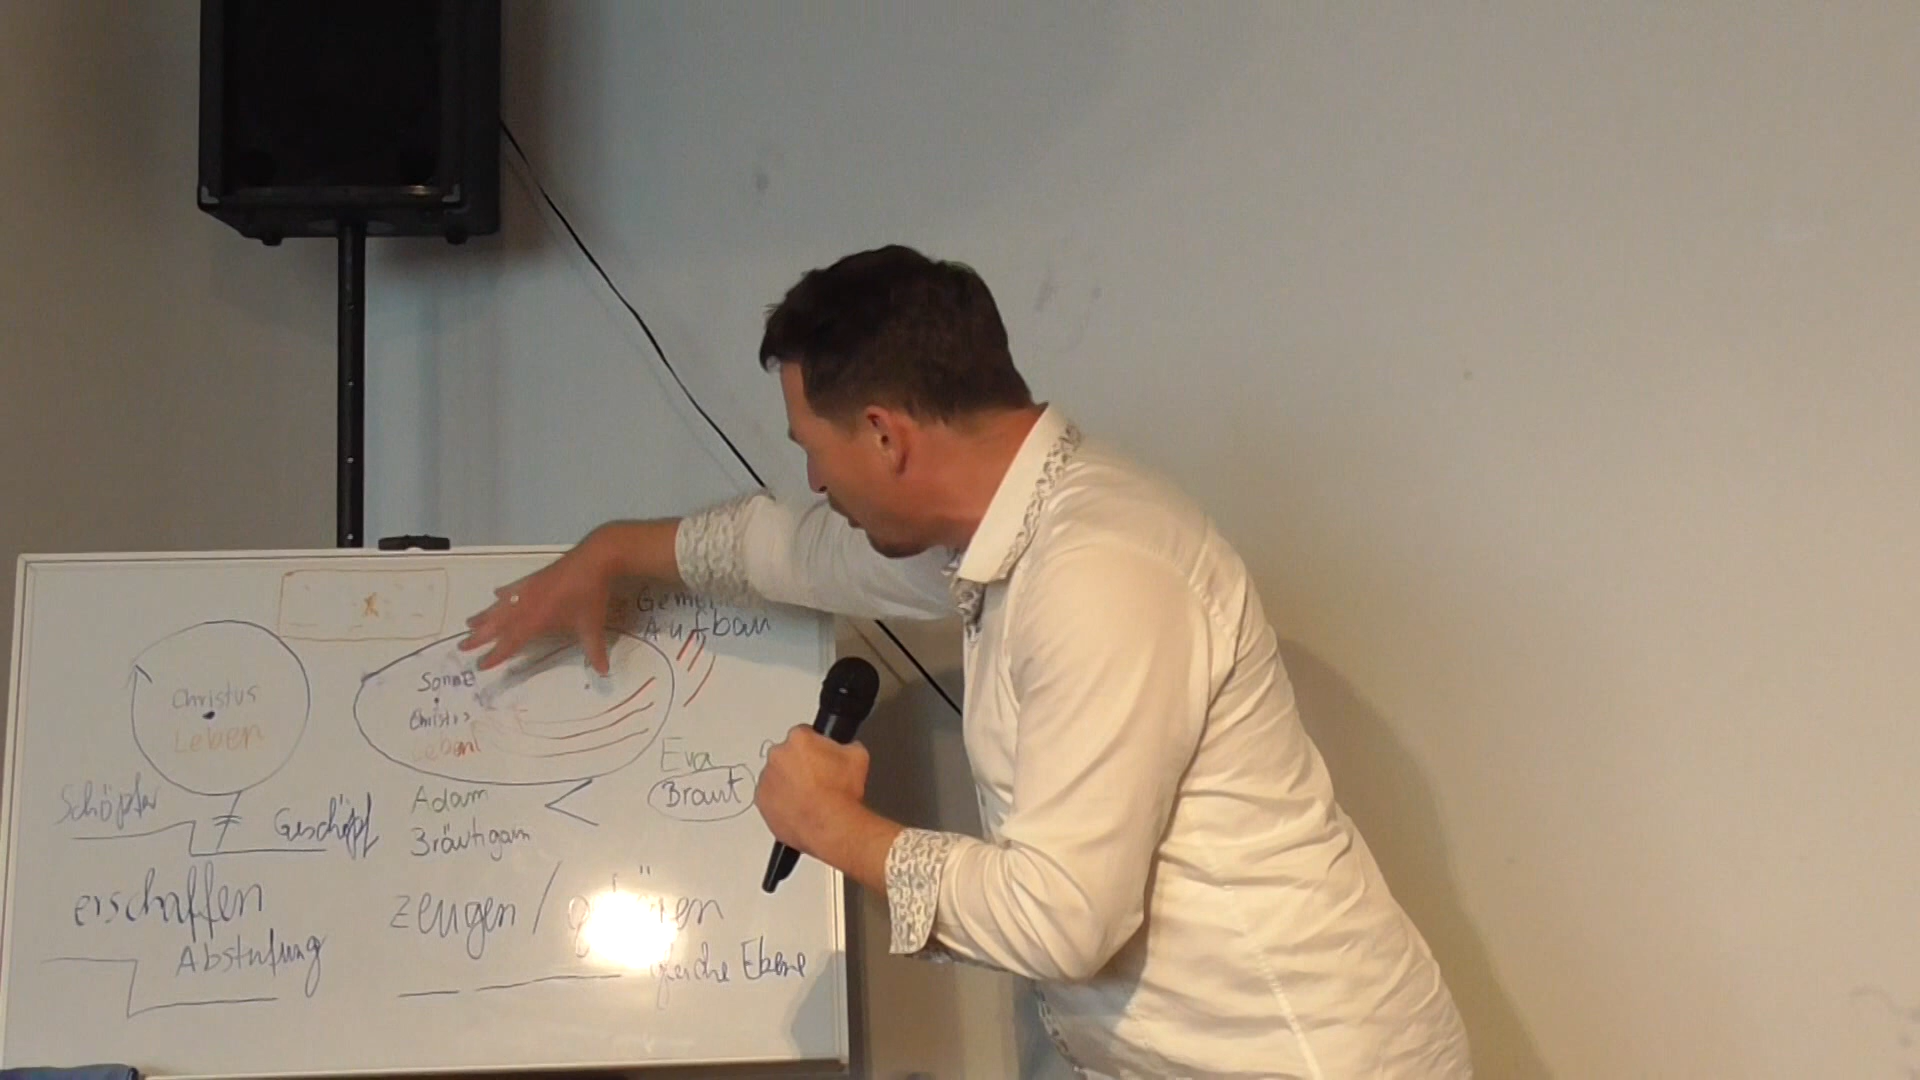 Aufbau
Christus
Leben
Sonne
Christus
Leben
Eva
Braut
Schöpfer
Geschöpf
Adam
Bräutigam
erschaffen
zeugen /
Abstufung
gleiche Ebene